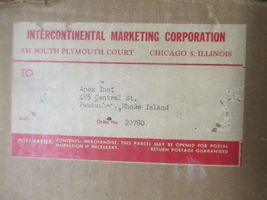 INTERCONTINENTAL MARKETING CORPORATION
SOUTH PLYMOUTH COURT CHICAGO 5, ILLINOIS
TO
Apex Inc.
495 Central St.
Rhode Island
Order No. 20780
POSTMASTER: CONTENTS: MERCHANDISE. THIS PARCEL MAY BE OPENED FOR POSTAL
INSPECTION IF NECESSARY. RETURN POSTAGE GUARANTEED